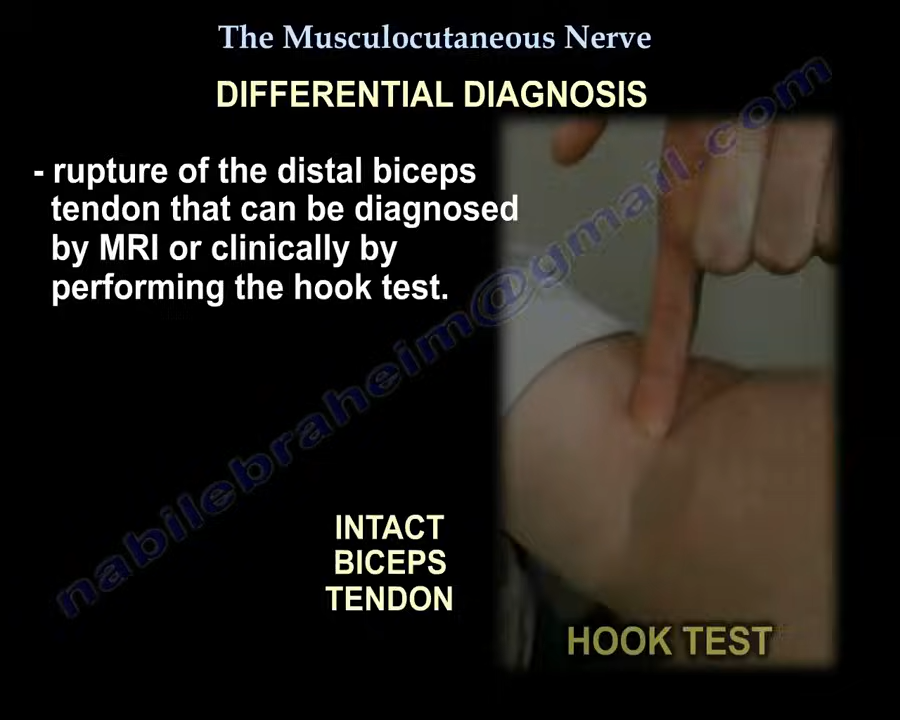 The Musculocutaneous Nerve
DIFFERENTIAL DIAGNOSIS
- rupture of the distal biceps
tendon that can be diagnosed
by MRI or clinically by
performing the hook test.
INTACT
BICEPS
TENDON
HOOK TEST
nabilebraheim@gmail.com